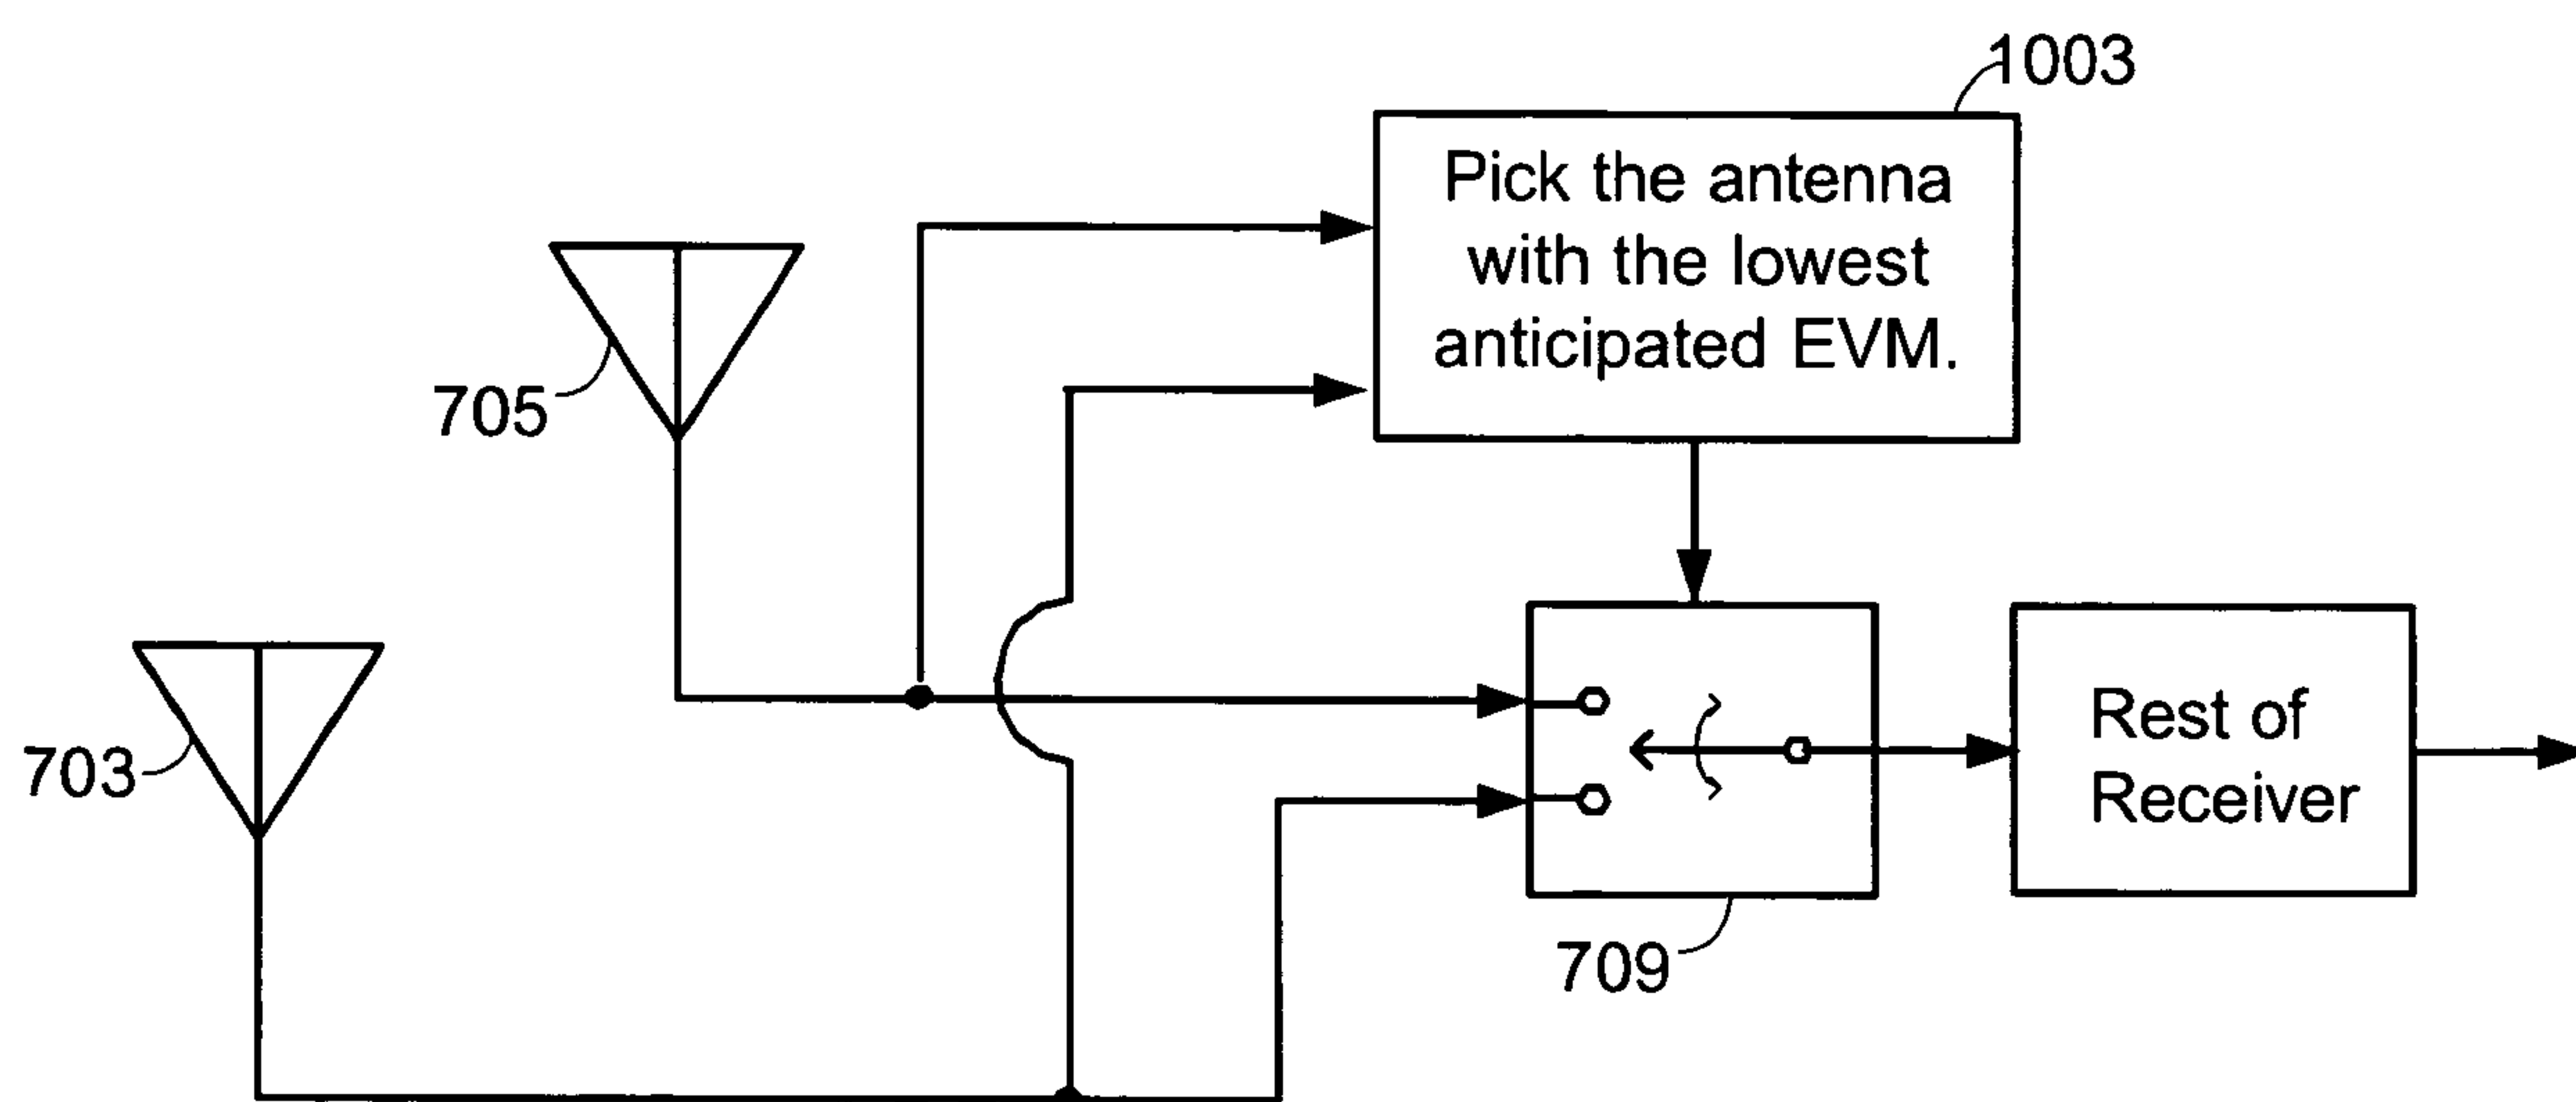 1003
Pick the antenna
with the lowest
anticipated EVM.
705
703
Rest of
Receiver
709